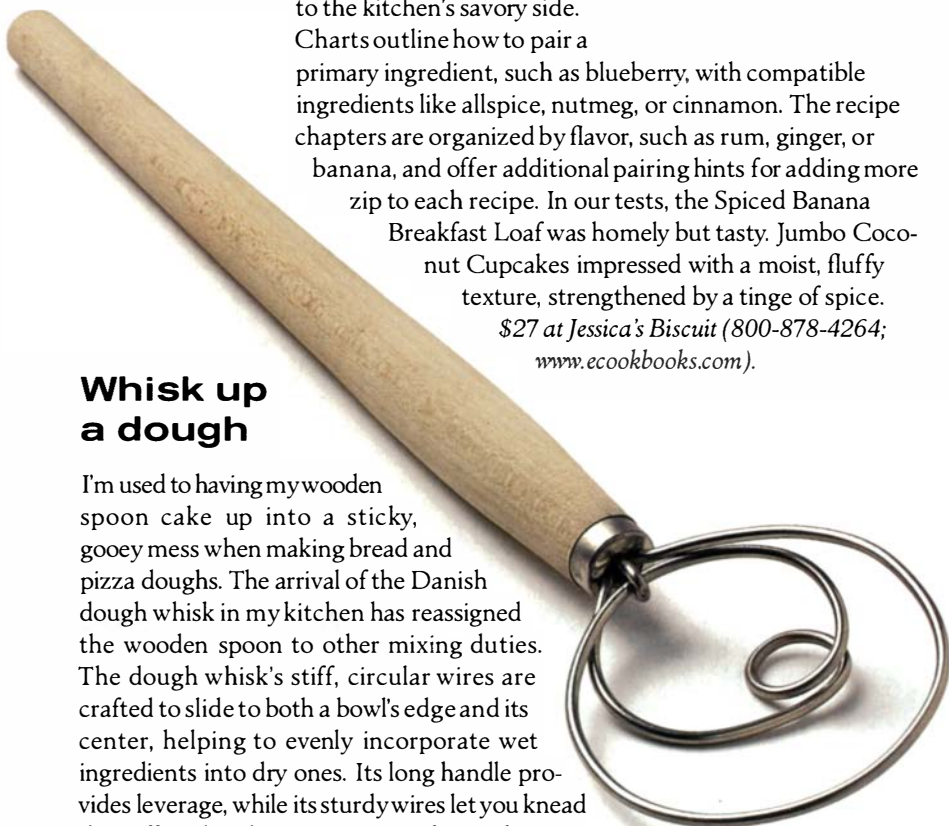 to the kitchen's savory side.
Charts outline how to pair a
primary ingredient, such as blueberry, with compatible
ingredients like allspice, nutmeg, or cinnamon. The recipe
chapters are organized by flavor, such as rum, ginger, or
banana, and offer additional pairing hints for adding more
zip to each recipe. In our tests, the Spiced Banana
Breakfast Loaf was homely but tasty. Jumbo Coco-
nut Cupcakes impressed with a moist, fluffy
texture, strengthened by a tinge of spice.
$27 at Jessica's Biscuit (800-878-4264;
www.ecookbooks.com).
Whisk up
a dough
I'm used to having my wooden
spoon cake up into a sticky,
gooey mess when making bread and
pizza doughs. The arrival of the Danish
dough whisk in my kitchen has reassigned
the wooden spoon to other mixing duties.
The dough whisk's stiff, circular wires are
crafted to slide to both a bowl's edge and its
center, helping to evenly incorporate wet
ingredients into dry ones. Its long handle pro-
vides leverage, while its sturdy wires let you knead